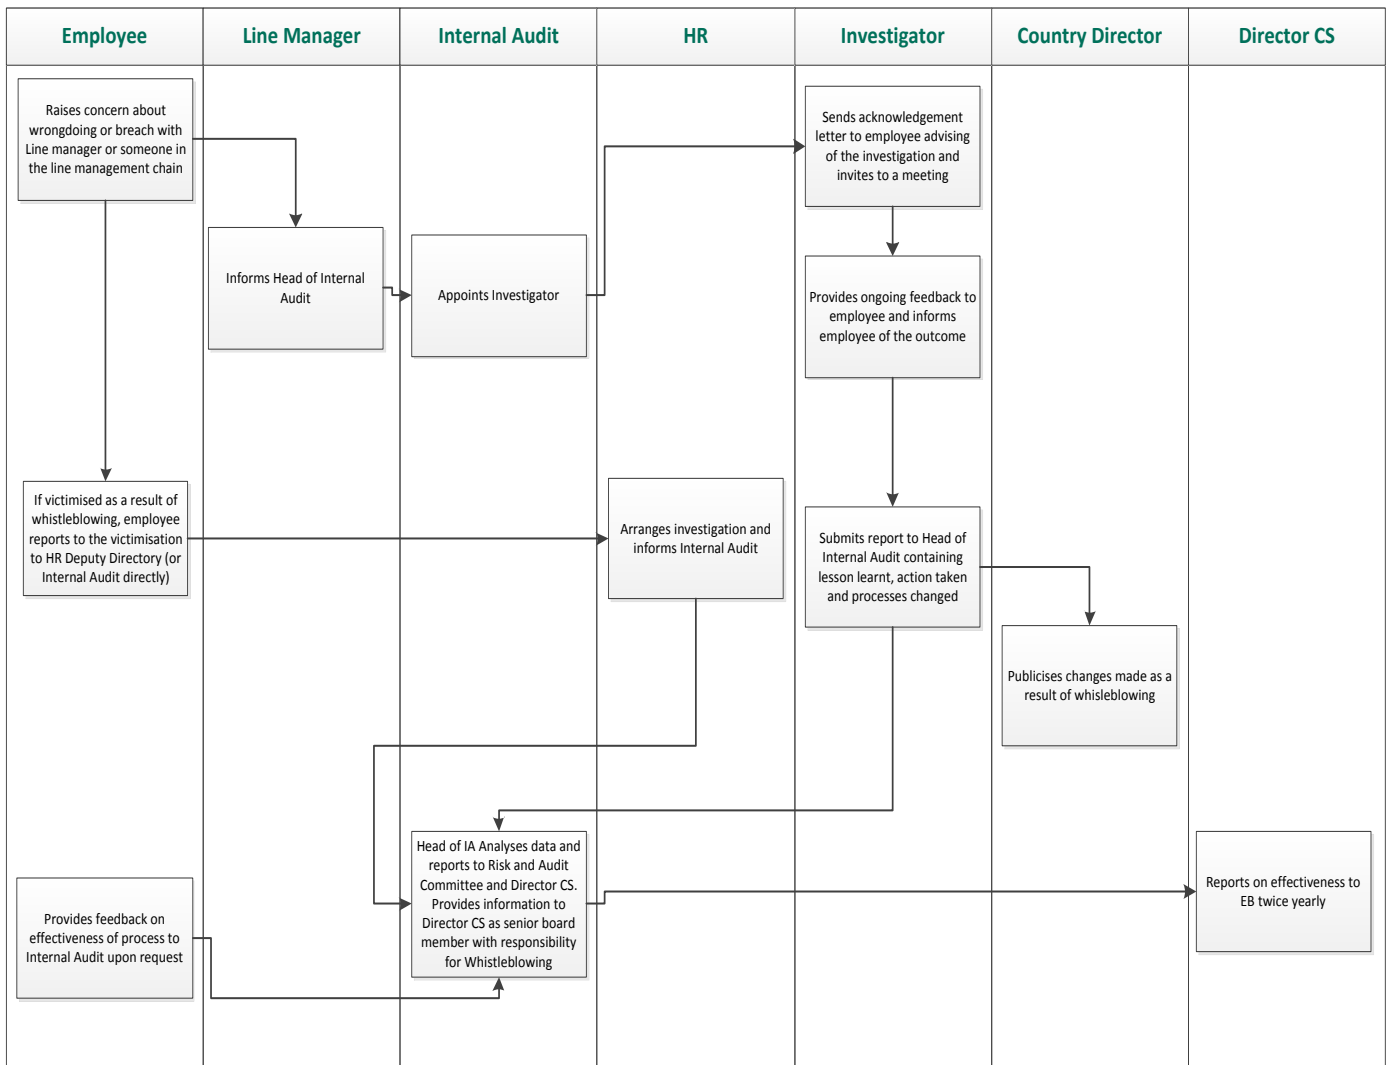 Employee
Line Manager
Internal Audit
HR
Investigator
Country Director
Director CS
Raises concern about
wrongdoing or breach with
Line manager or someone in
the line management chain
Sends acknowledgement
letter to employee advising
of the investigation and
invites to a meeting
Informs Head of Internal
Audit
Appoints Investigator
Provides ongoing feedback to
employee and informs
employee of the outcome
If victimised as a result of
whistleblowing, employee
reports to the victimisation
to HR Deputy Directory (or
Internal Audit directly)
Arranges investigation and
informs Internal Audit
Submits report to Head of
Internal Audit containing
lesson learnt, action taken
and processes changed
Publicises changes made as a
result of whisleblowing
Head of IA Analyses data and
reports to Risk and Audit
Committee and Director CS.
Provides information to
Director CS as senior board
member with responsibility
for Whistleblowing
Provides feedback on
effectiveness of process to
Internal Audit upon request
Reports on effectiveness to
EB twice yearly